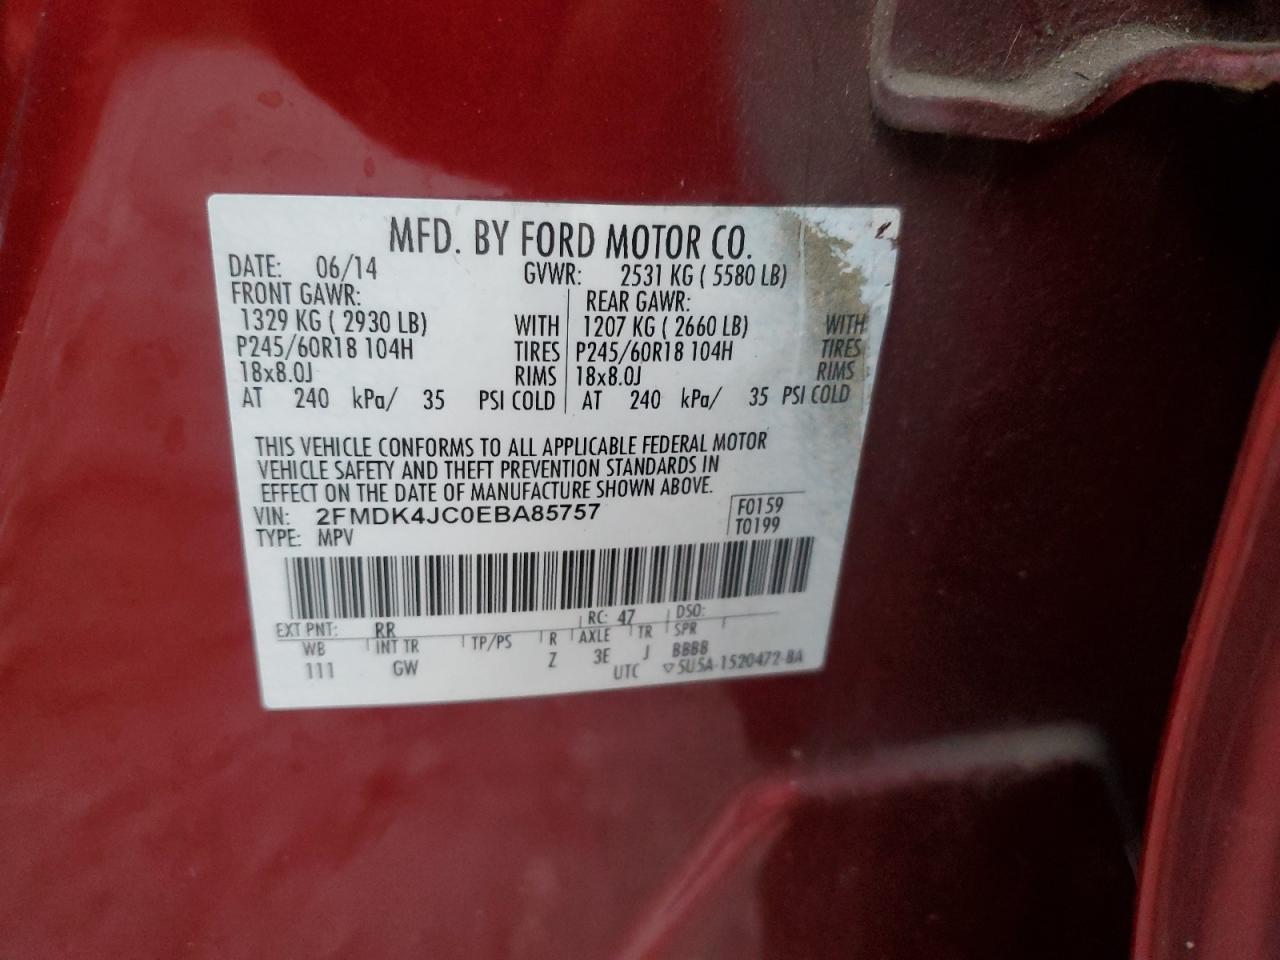 MFD. BY FORD MOTOR CO.
DATE: 06/14 GVWR: 2531 KG ( 5580 LB)
FRONT GAWR: REAR GAWR:
1329 KG ( 2930 LB) WITH 1207 KG ( 2660 LB) WITH
P245/60R18 104H TIRES P245/60R18 104H TIRES
18x8.0J RIMS 18x8.0J RIMS
AT 240 kPa/ 35 PSI COLD AT 240 kPa/ 35 PSI COLD
THIS VEHICLE CONFORMS TO ALL APPLICABLE FEDERAL MOTOR
VEHICLE SAFETY AND THEFT PREVENTION STANDARDS IN
EFFECT ON THE DATE OF MANUFACTURE SHOWN ABOVE.
VIN: 2FMDK4JC0EBA85757 F0159
TYPE: MPV T0199
EXT PNT: RR RC: 47 DSO:
WB INT TR TP/PS R AXLE TR SPR
111 GW Z 3E J BBBB
UTC ▽5U5A-1520472-BA